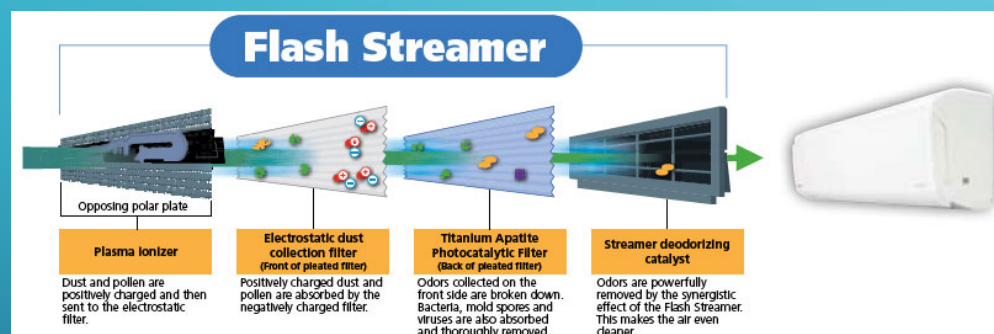 Flash Streamer
Opposing polar plate
Plasma ionizer
Dust and pollen are
positively charged and then
sent to the electrostatic
filter.
Electrostatic dust
collection filter
(Front of pleated filter)
Positively charged dust and
pollen are absorbed by the
negatively charged filter.
Titanium Apatite
Photocatalytic Filter
(Back of pleated filter)
Odors collected on the
front side are broken down.
Bacteria, mold spores and
viruses are also absorbed
and thoroughly removed
Streamer deodorizing
catalyst
Odors are powerfully
removed by the synergistic
effect of the Flash Streamer.
This makes the air even
cleaner